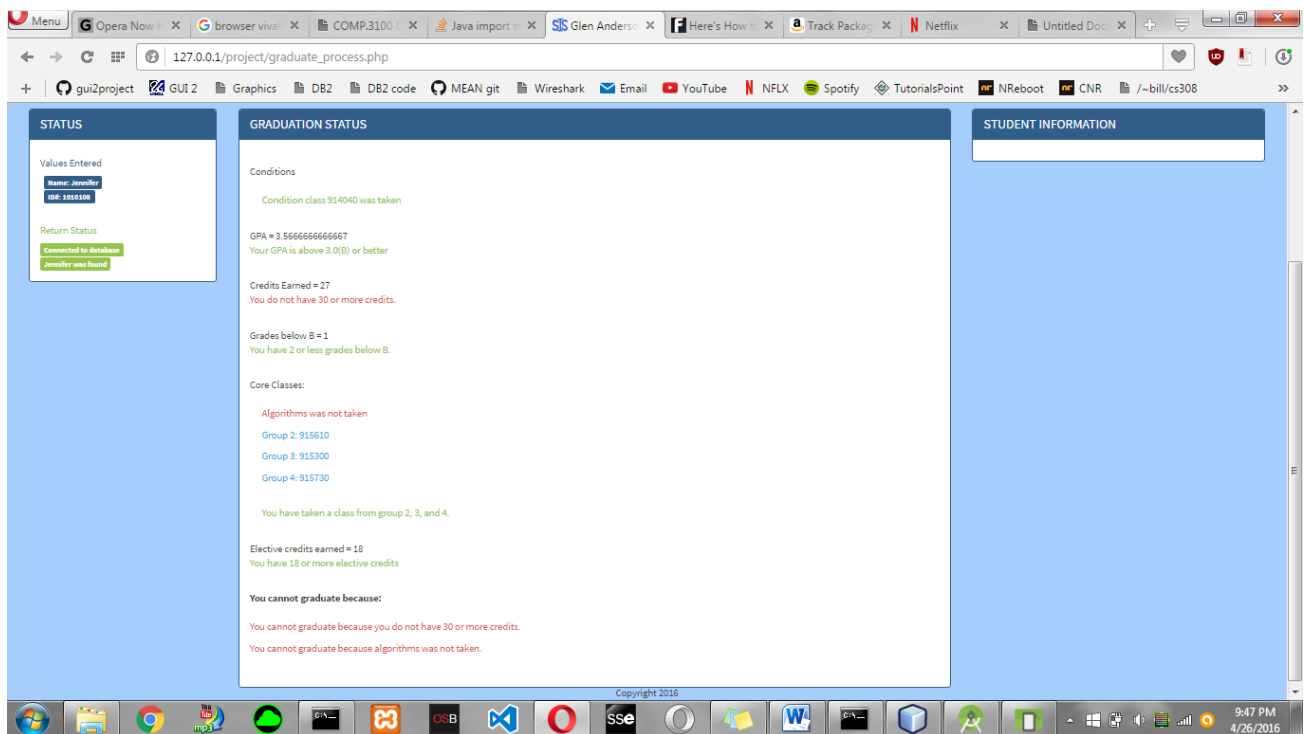 Menu
G Opera Now H
browser vival
COMP.3100 D
Java import s
SIS Glen Anderso
Here's How t
Track Packag
Netflix
Untitled Docu
127.0.0.1/project/graduate_process.php
gui2project
GUI 2
Graphics
DB2
DB2 code
MEAN git
Wireshark
Email
YouTube
NFLX
Spotify
TutorialsPoint
NReboot
CNR
/~bill/cs308
STATUS
Values Entered
Name: Jennifer
ID#: 1010108
Return Status
Connected to database
Jennifer was found
GRADUATION STATUS
Conditions
Condition class 914040 was taken
GPA = 3.5666666666667
Your GPA is above 3.0(B) or better
Credits Earned = 27
You do not have 30 or more credits.
Grades below B = 1
You have 2 or less grades below B.
Core Classes:
Algorithms was not taken
Group 2: 915610
Group 3: 915300
Group 4: 915730
You have taken a class from group 2, 3, and 4.
Elective credits earned = 18
You have 18 or more elective credits
You cannot graduate because:
You cannot graduate because you do not have 30 or more credits.
You cannot graduate because algorithms was not taken.
STUDENT INFORMATION
Copyright 2016
mp3
OSB
sse
9:47 PM
4/26/2016